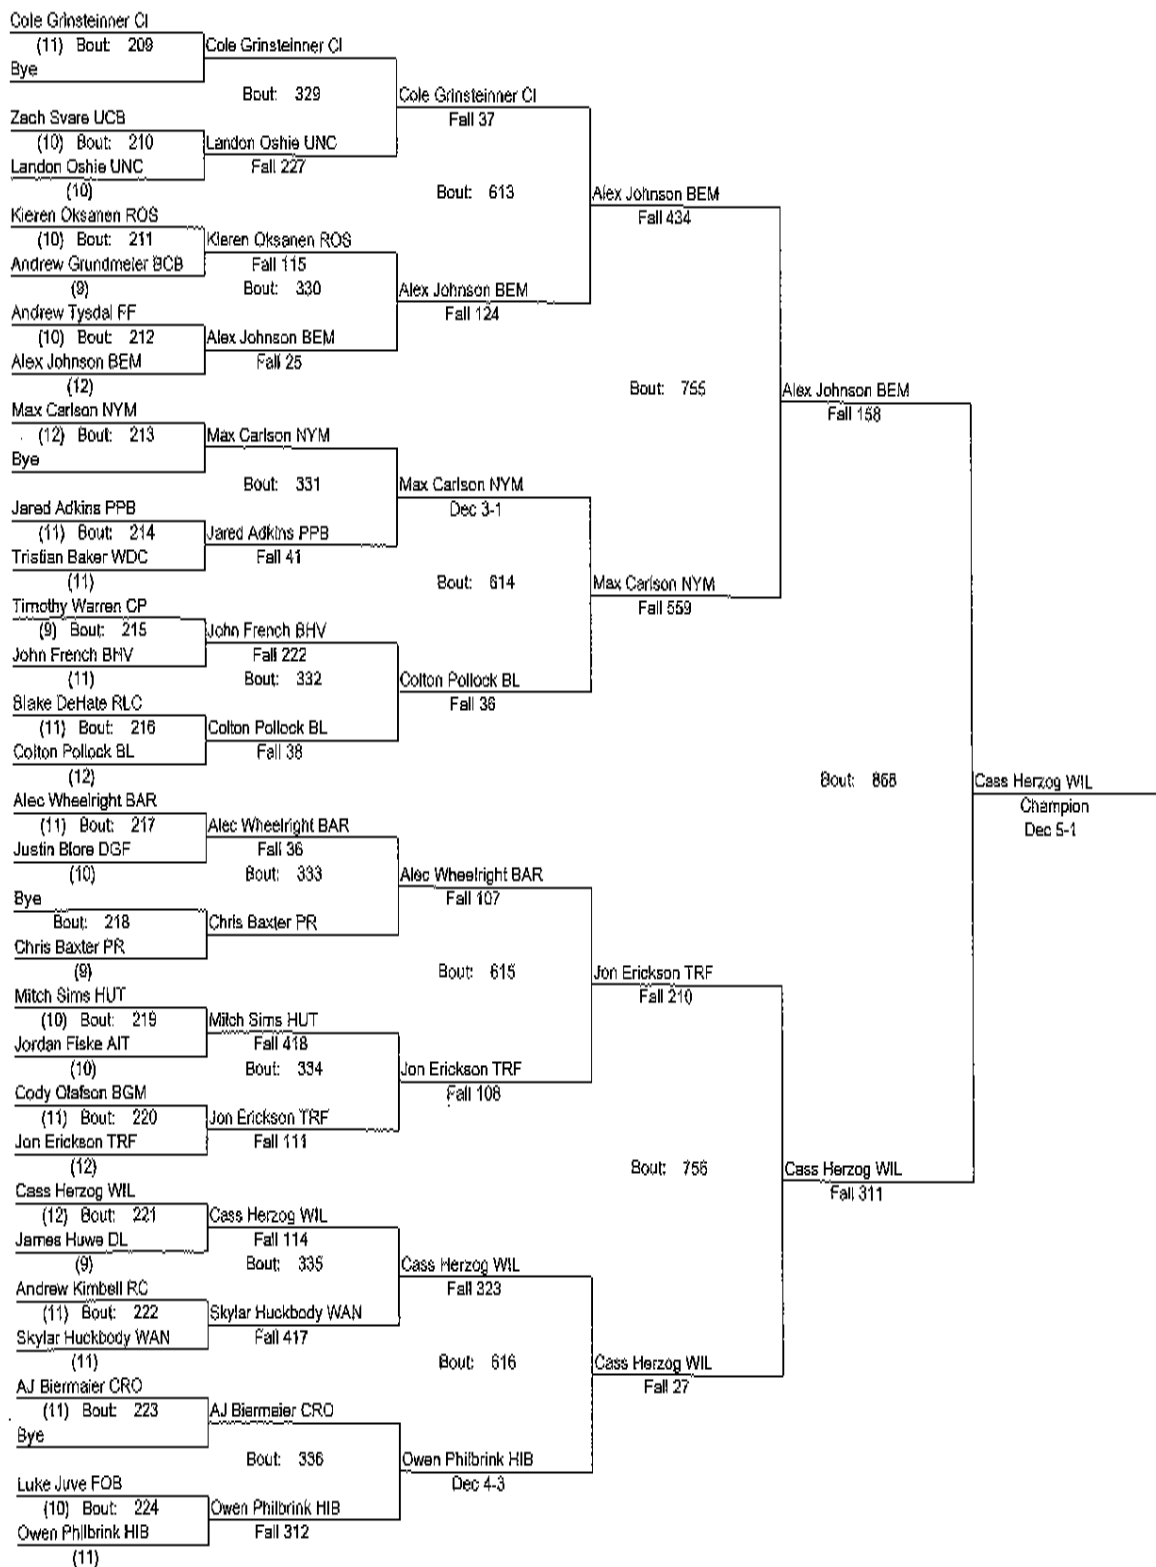 Cole Grinsteinner CI
(11) Bout: 209
Bye
Cole Grinsteinner CI
Bout: 329
Zach Svare UCB
(10) Bout: 210
Landon Oshie UNC
(10)
Landon Oshie UNC
Fall 227
Cole Grinsteinner CI
Fall 37
Bout: 613
Kieren Oksanen ROS
(10) Bout: 211
Andrew Grundmeier BCB
(9)
Kieren Oksanen ROS
Fall 115
Bout: 330
Andrew Tysdal FF
(10) Bout: 212
Alex Johnson BEM
(12)
Alex Johnson BEM
Fall 25
Alex Johnson BEM
Fall 124
Alex Johnson BEM
Fall 434
Bout: 755
Max Carlson NYM
(12) Bout: 213
Bye
Max Carlson NYM
Bout: 331
Jared Adkins PPB
(11) Bout: 214
Tristian Baker WDC
(11)
Jared Adkins PPB
Fall 41
Max Carlson NYM
Dec 3-1
Bout: 614
Timothy Warren CP
(9) Bout: 215
John French BHV
(11)
John French BHV
Fall 222
Bout: 332
Blake DeHate RLC
(11) Bout: 216
Colton Pollock BL
(12)
Colton Pollock BL
Fall 38
Colton Pollock BL
Fall 36
Max Carlson NYM
Fall 559
Alex Johnson BEM
Fall 158
Bout: 868
Alec Wheelright BAR
(11) Bout: 217
Justin Blore DGF
(10)
Alec Wheelright BAR
Fall 36
Bout: 333
Bye
Bout: 218
Chris Baxter PR
(9)
Chris Baxter PR
Alec Wheelright BAR
Fall 107
Bout: 615
Mitch Sims HUT
(10) Bout: 219
Jordan Fiske AIT
(10)
Mitch Sims HUT
Fall 418
Bout: 334
Cody Olafson BGM
(11) Bout: 220
Jon Erickson TRF
(12)
Jon Erickson TRF
Fall 111
Jon Erickson TRF
Fall 108
Jon Erickson TRF
Fall 210
Bout: 756
Cass Herzog WIL
(12) Bout: 221
James Huwe DL
(9)
Cass Herzog WIL
Fall 114
Bout: 335
Andrew Kimbell RC
(11) Bout: 222
Skylar Huckbody WAN
(11)
Skylar Huckbody WAN
Fall 417
Cass Herzog WIL
Fall 323
Bout: 616
AJ Biermaier CRO
(11) Bout: 223
Bye
AJ Biermaier CRO
Bout: 336
Luke Juve FOB
(10) Bout: 224
Owen Philbrink HIB
(11)
Owen Philbrink HIB
Fall 312
Owen Philbrink HIB
Dec 4-3
Cass Herzog WIL
Fall 27
Cass Herzog WIL
Fall 311
Cass Herzog WIL
Champion
Dec 5-1